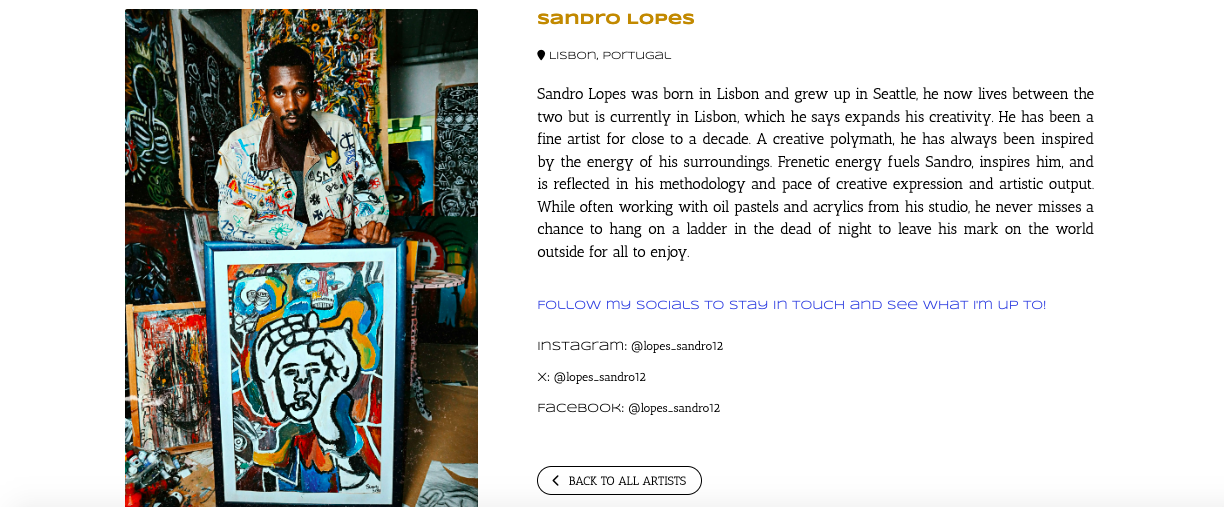 Sandro Lopes
Lisbon, Portugal
Sandro Lopes was born in Lisbon and grew up in Seattle, he now lives between the
two but is currently in Lisbon, which he says expands his creativity. He has been a
fine artist for close to a decade. A creative polymath, he has always been inspired
by the energy of his surroundings. Frenetic energy fuels Sandro, inspires him, and
is reflected in his methodology and pace of creative expression and artistic output.
While often working with oil pastels and acrylics from his studio, he never misses a
chance to hang on a ladder in the dead of night to leave his mark on the world
outside for all to enjoy.
Follow my socials to stay in touch and see what I'm up to!
Instagram: @lopes_sandro12
X: @lopes_sandro12
Facebook: @lopes_sandro12
BACK TO ALL ARTISTS